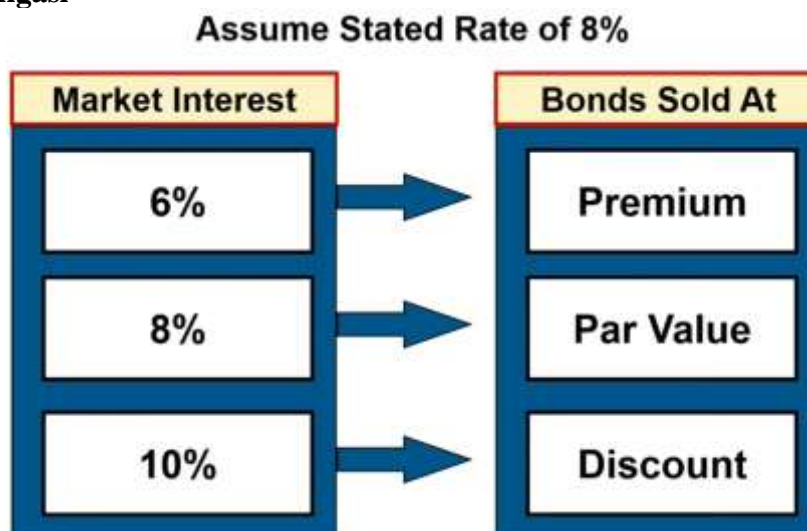 Assume Stated Rate of 8%
Market Interest
Bonds Sold At
6%
Premium
8%
Par Value
10%
Discount